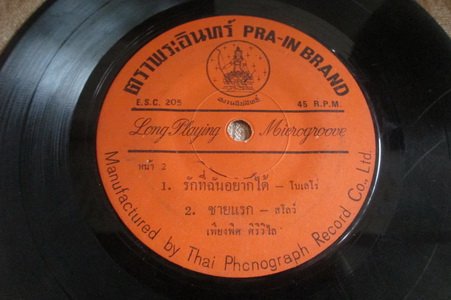 ตราพระอินทร์ PRA-IN BRAND
E.S.C. 205
45 R.P.M.
Long Playing Microgroove
หน้า 2
1. รักที่ฉันอยากได้ — โบเลโร่
2. ชายแรก — สโลว์
เพียงพิศ ศิริวิไล
Manufactured by Thai Phonograph Record Co., Ltd.